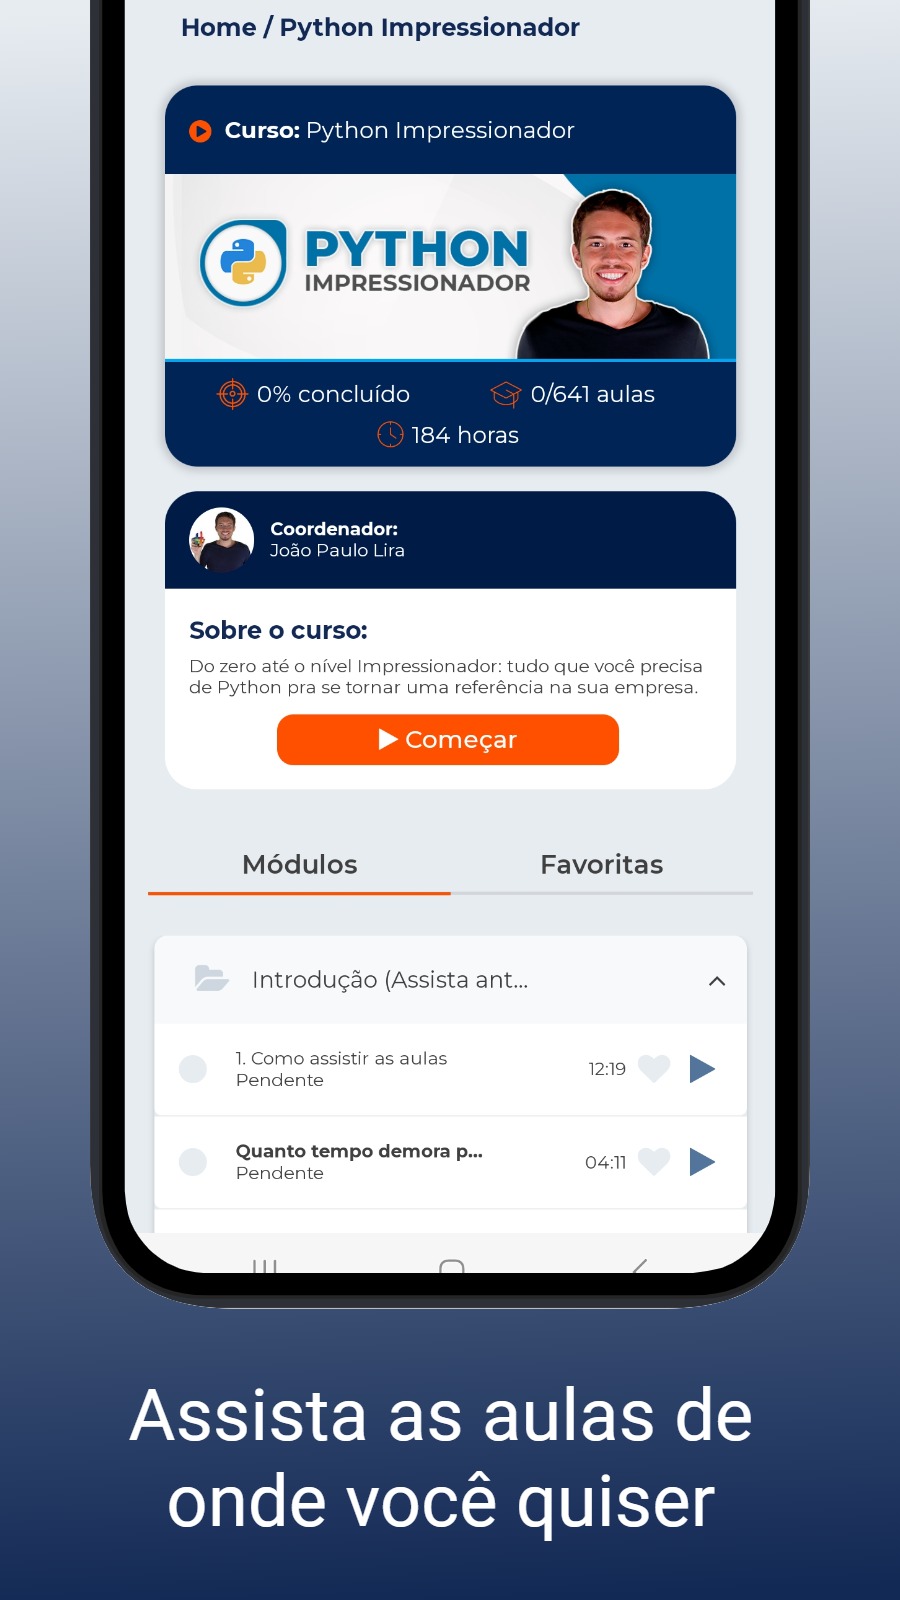 Home / Python Impressionador
Curso: Python Impressionador
PYTHON
IMPRESSIONADOR
0% concluído
0/641 aulas
184 horas
Coordenador:
João Paulo Lira
Sobre o curso:
Do zero até o nível Impressionador: tudo que você precisa
de Python pra se tornar uma referência na sua empresa.
Começar
Módulos
Favoritas
Introdução (Assista ant...
1. Como assistir as aulas
Pendente
12:19
Quanto tempo demora p...
Pendente
04:11
Assista as aulas de
onde você quiser